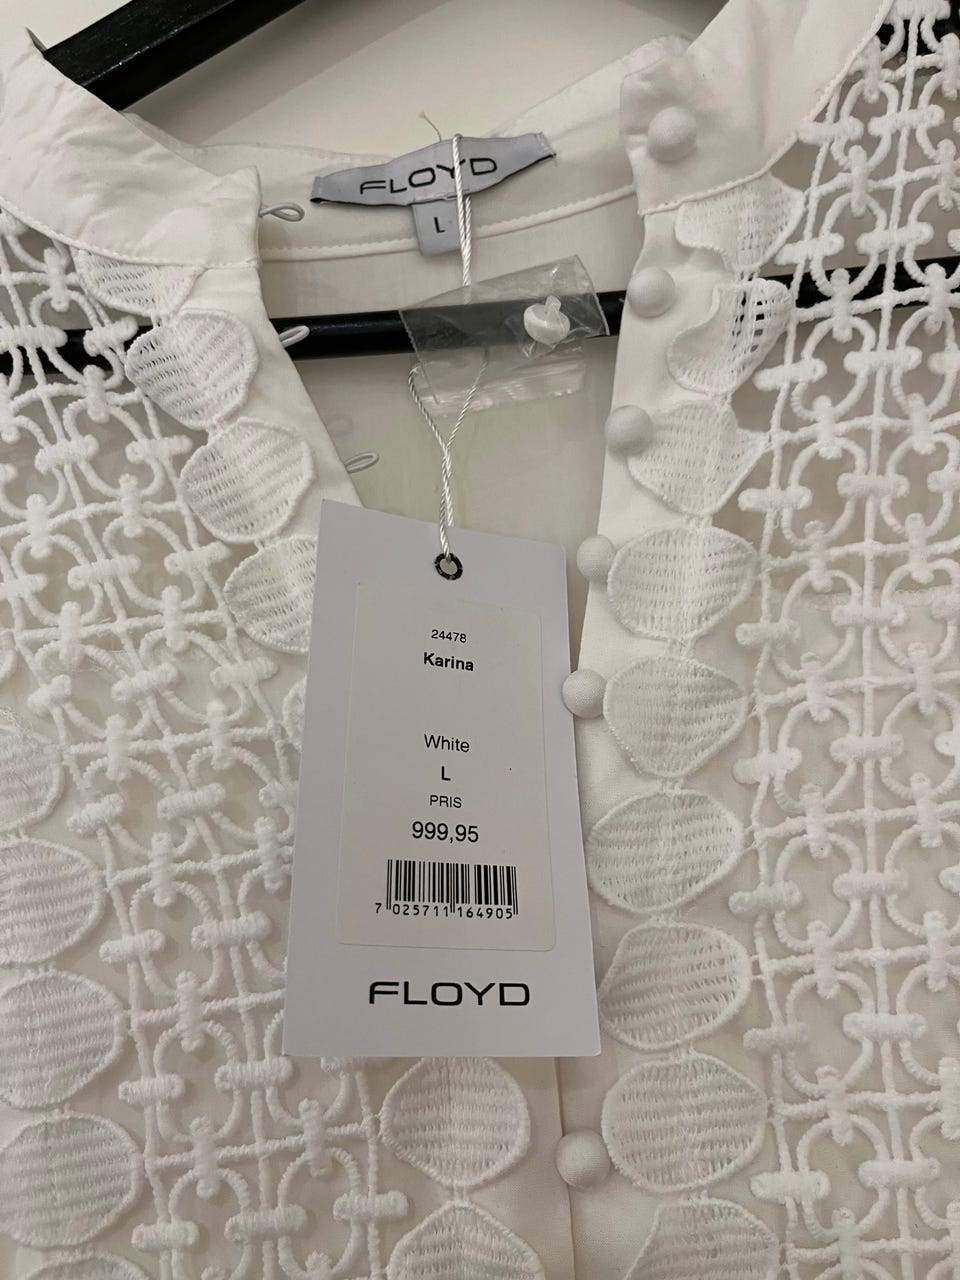 FLOYD
L
24478
Karina
White
L
PRIS
999,95
7 025711 164905
FLOYD